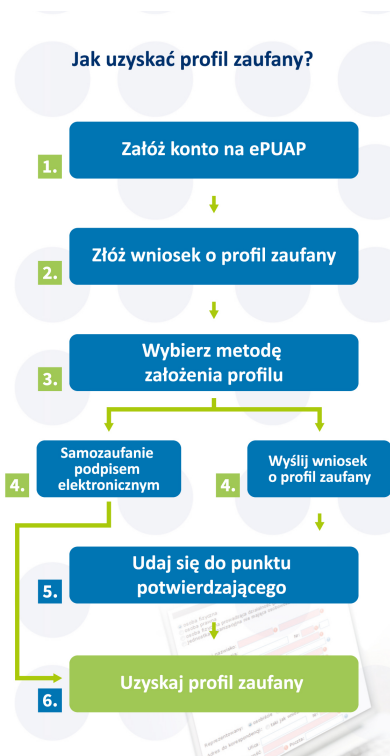 Jak uzyskać profil zaufany?
1.
Załóż konto na ePUAP
2.
Złóż wniosek o profil zaufany
3.
Wybierz metodę
założenia profilu
4.
Samozaufanie
podpisem
elektronicznym
4.
Wyślij wniosek
o profil zaufany
5.
Udaj się do punktu
potwierdzającego
6.
Uzyskaj profil zaufany